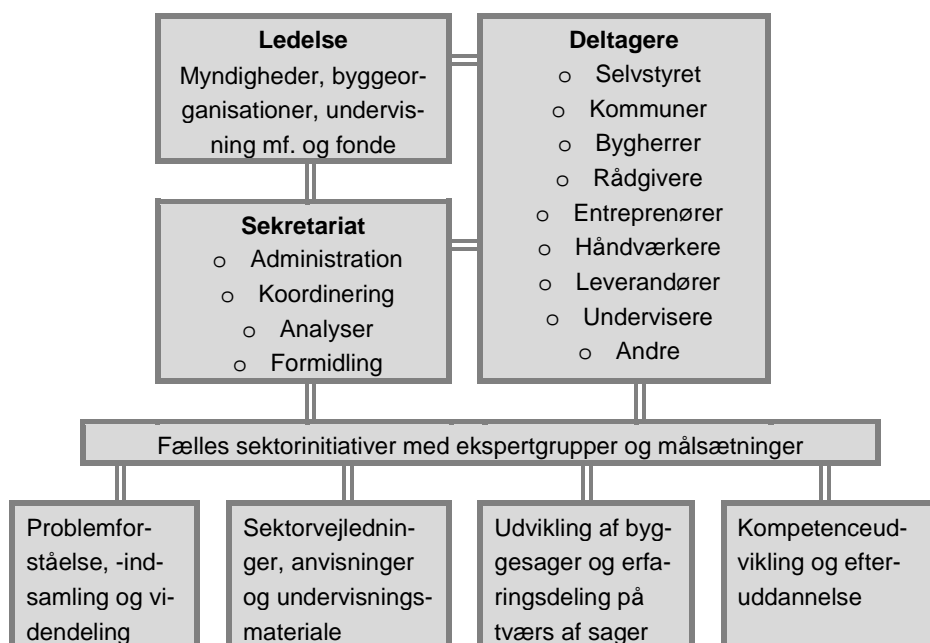 Ledelse
Myndigheder, byggeor-
ganisationer, undervis-
ning mf. og fonde
Deltagere
o Selvstyret
o Kommuner
o Bygherrer
o Rådgivere
o Entreprenører
o Håndværkere
o Leverandører
o Undervisere
o Andre
Sekretariat
o Administration
o Koordinering
o Analyser
o Formidling
Fælles sektorinitiativer med ekspertgrupper og målsætninger
Problemfor-
ståelse, -ind-
samling og vi-
dendeling
Sektorvejlednin-
ger, anvisninger
og undervisnings-
materiale
Udvikling af byg-
gesager og erfa-
ringsdeling på
tværs af sager
Kompetenceud-
vikling og efter-
uddannelse